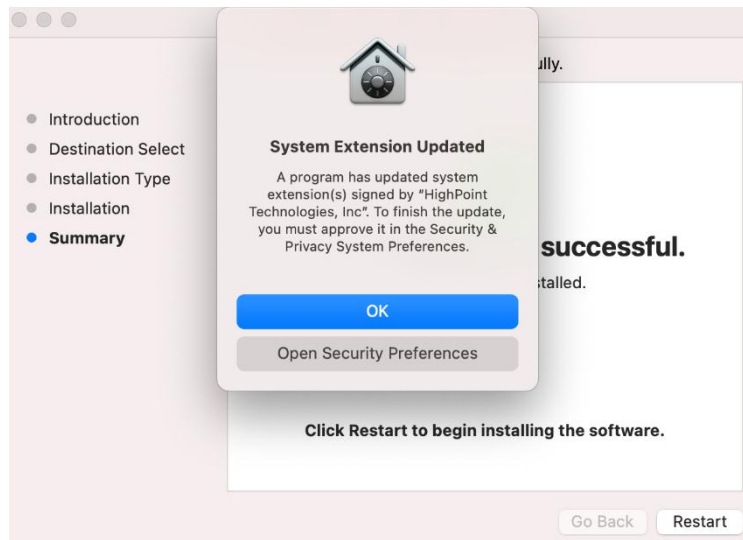 ully.
Introduction
Destination Select
Installation Type
Installation
Summary
System Extension Updated
A program has updated system
extension(s) signed by "HighPoint
Technologies, Inc". To finish the update,
you must approve it in the Security &
Privacy System Preferences.
OK
Open Security Preferences
successful.
stalled.
Click Restart to begin installing the software.
Go Back
Restart